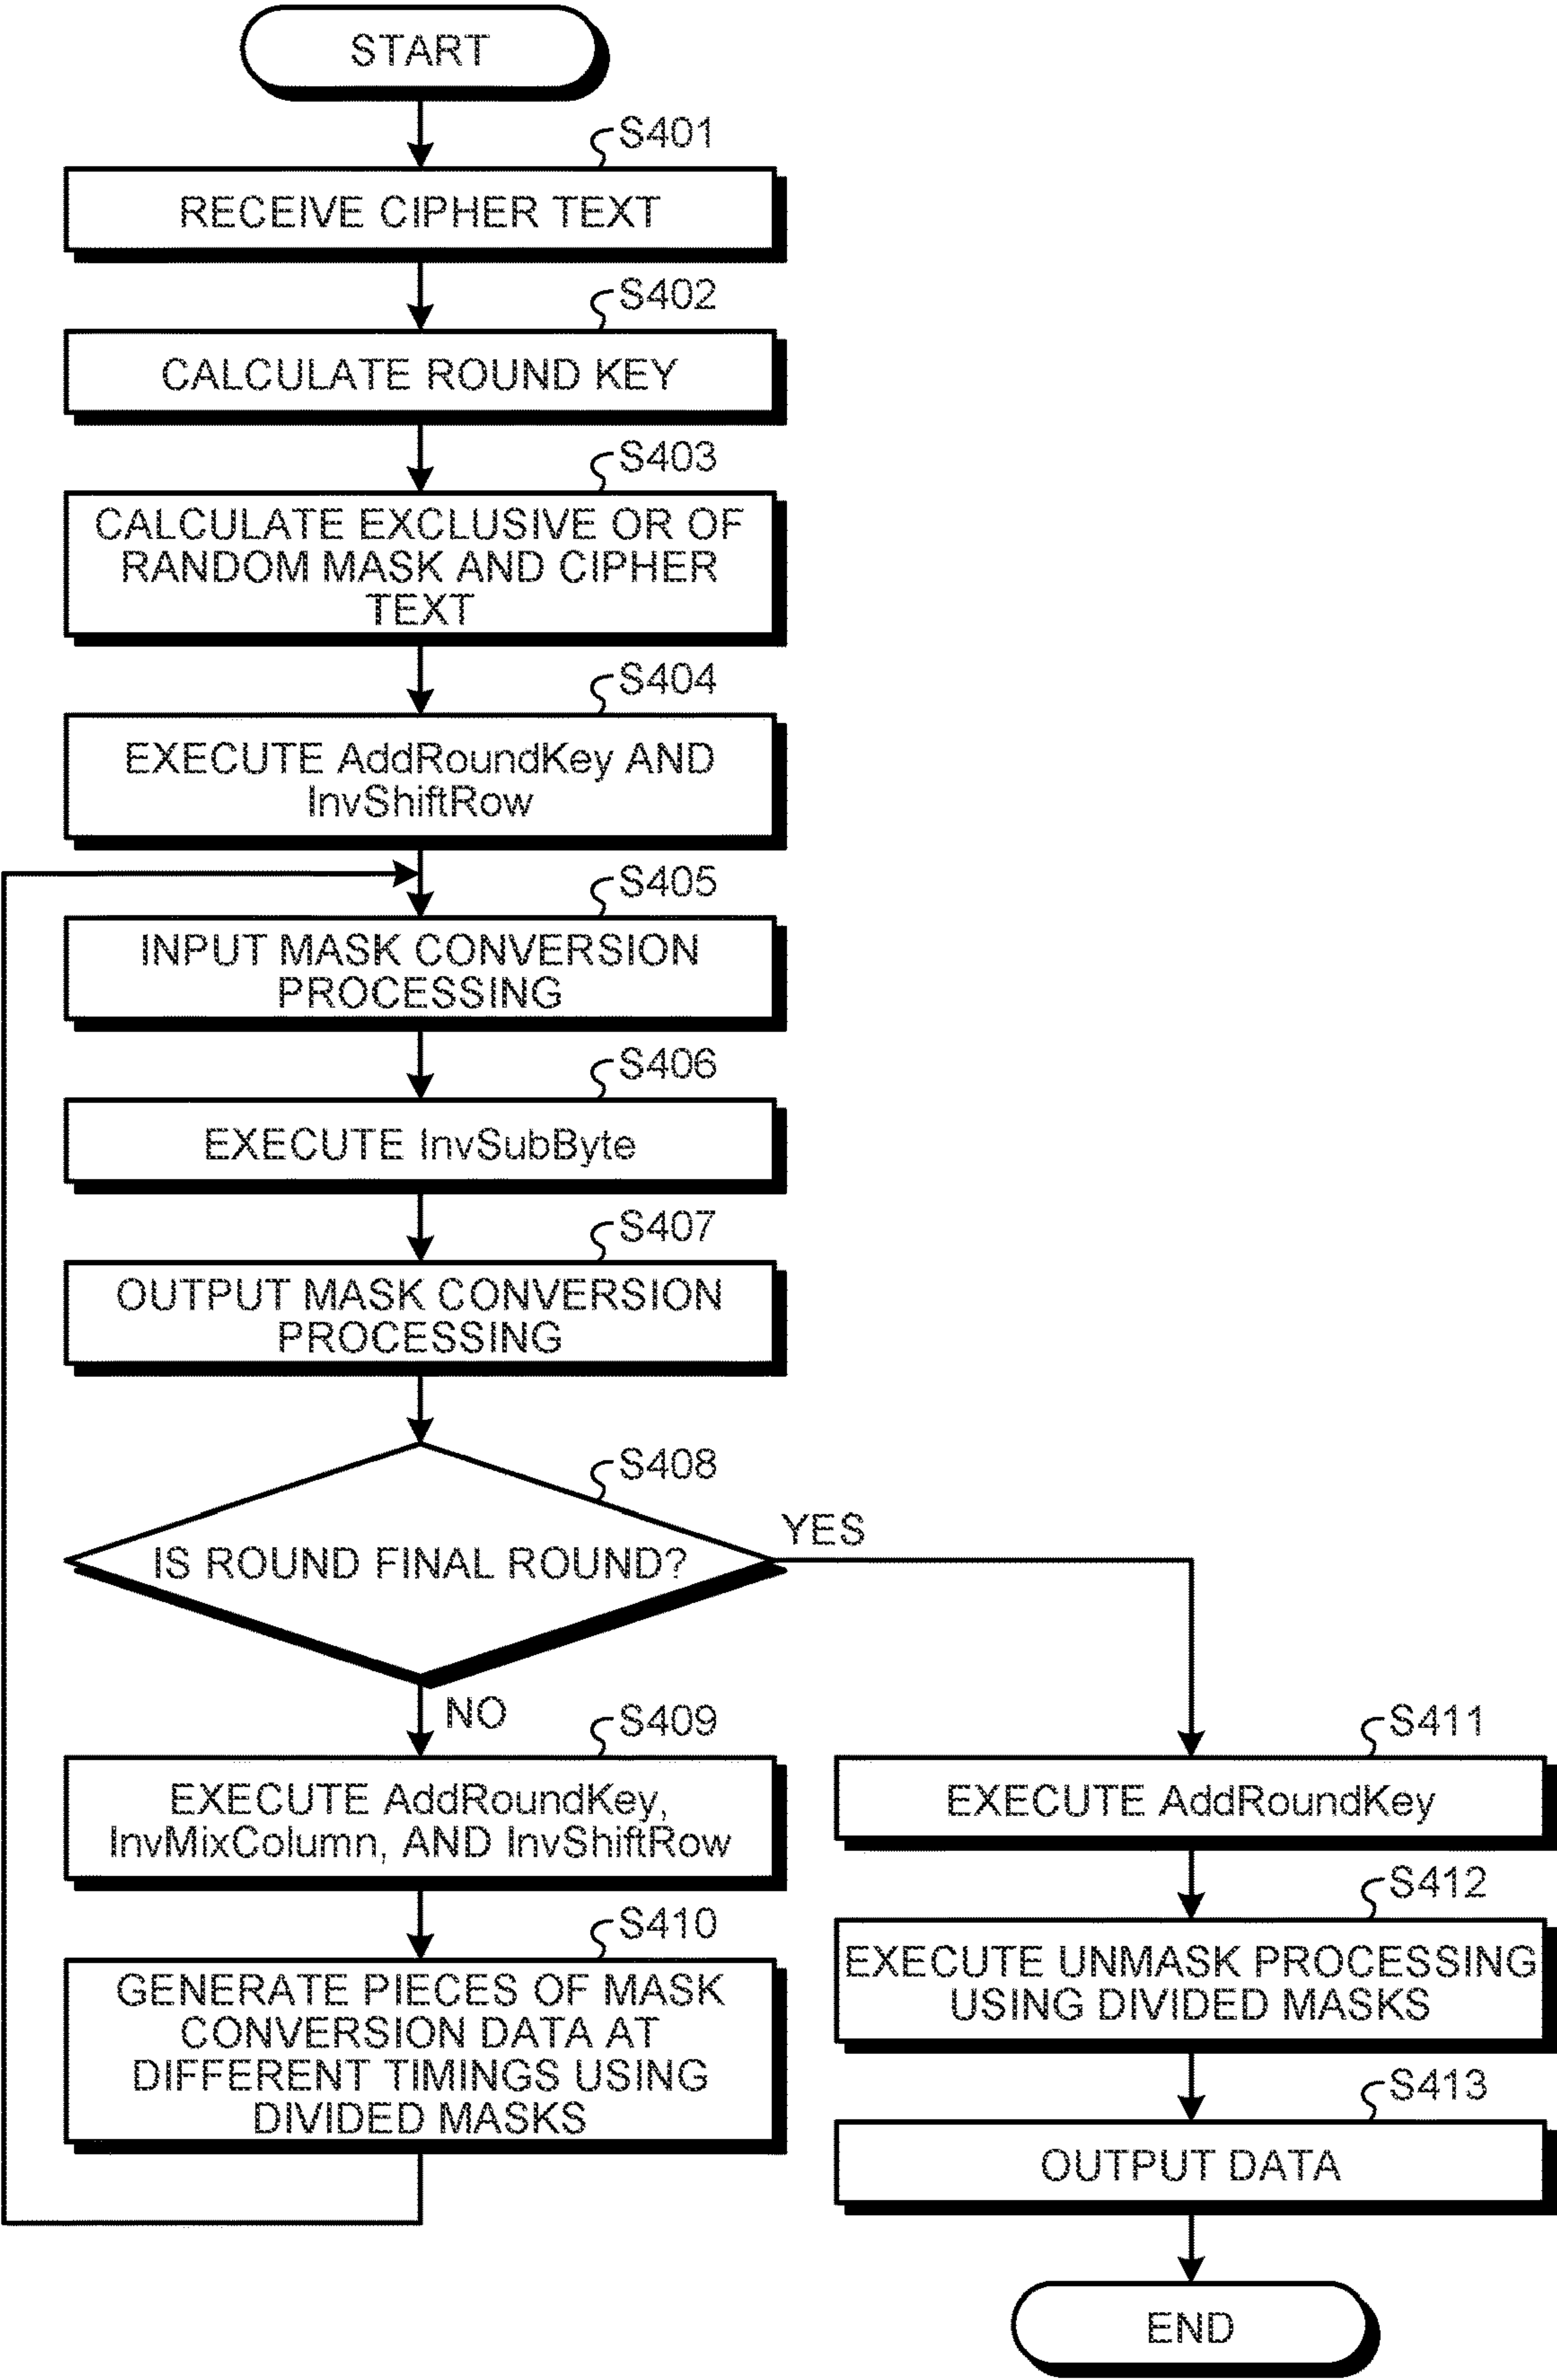 START
S401
RECEIVE CIPHER TEXT
S402
CALCULATE ROUND KEY
S403
CALCULATE EXCLUSIVE OR OF
RANDOM MASK AND CIPHER
TEXT
S404
EXECUTE AddRoundKey AND
InvShiftRow
S405
INPUT MASK CONVERSION
PROCESSING
S406
EXECUTE InvSubByte
S407
OUTPUT MASK CONVERSION
PROCESSING
S408
IS ROUND FINAL ROUND?
YES
NO
S409
EXECUTE AddRoundKey,
InvMixColumn, AND InvShiftRow
S410
GENERATE PIECES OF MASK
CONVERSION DATA AT
DIFFERENT TIMINGS USING
DIVIDED MASKS
S411
EXECUTE AddRoundKey
S412
EXECUTE UNMASK PROCESSING
USING DIVIDED MASKS
S413
OUTPUT DATA
END